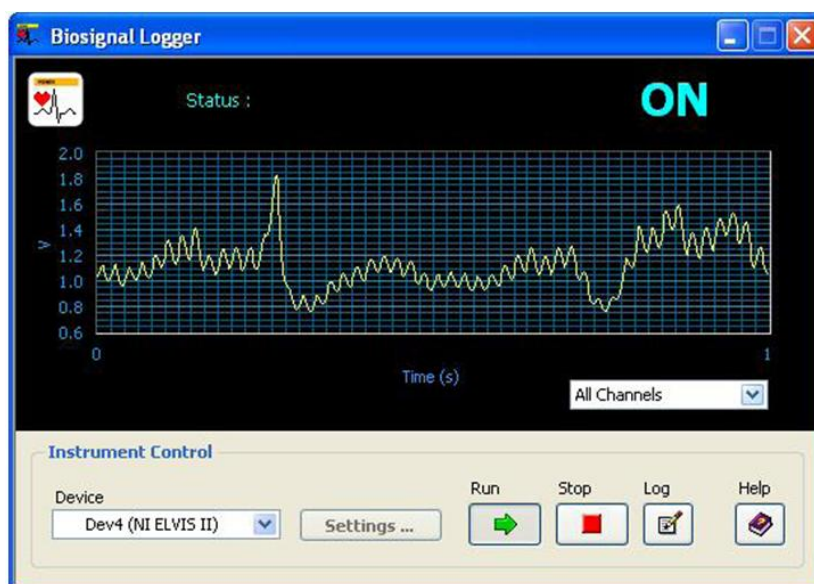 Biosignal Logger
Status :
ON
2.0
1.8
1.6
1.4
1.2
1.0
0.8
0.6
V
0
1
Time (s)
All Channels
Instrument Control
Device
Dev4 (NI ELVIS II)
Settings ...
Run
Stop
Log
Help